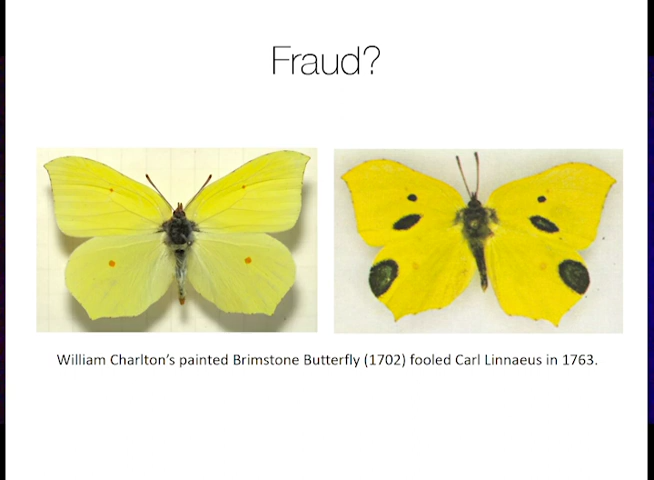 Fraud?
William Charlton's painted Brimstone Butterfly (1702) fooled Carl Linnaeus in 1763.